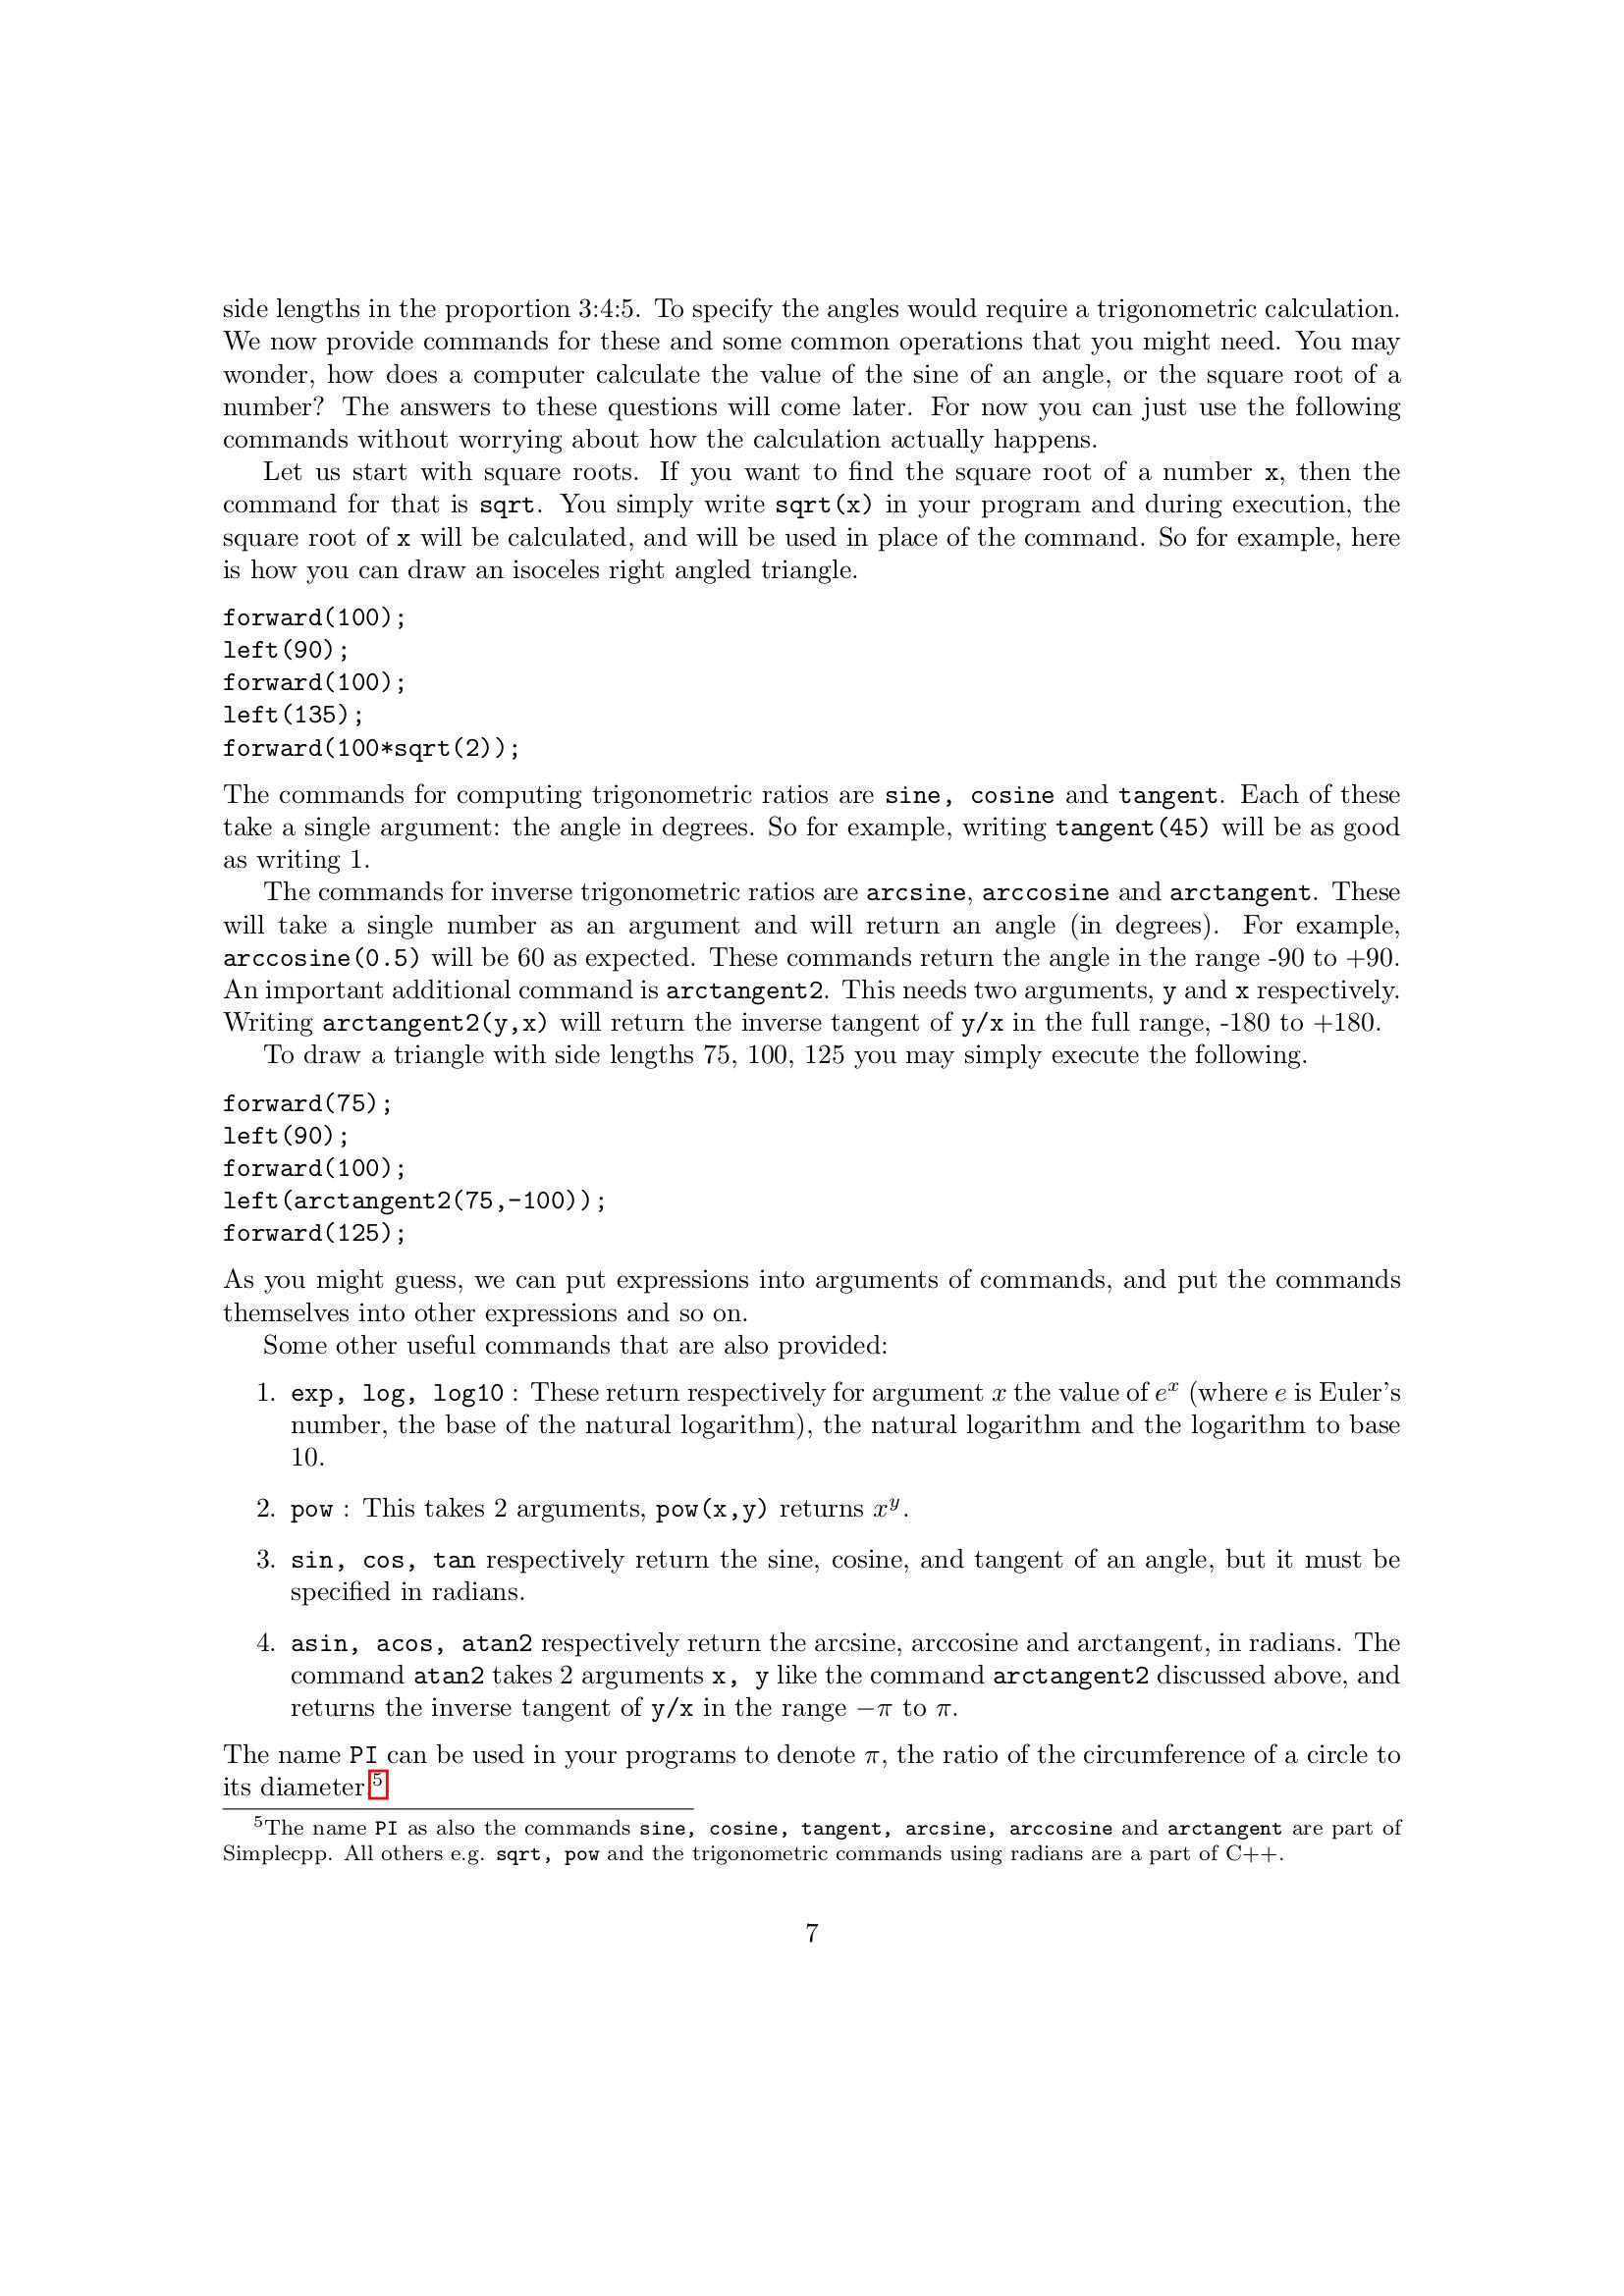 side lengths in the proportion 3:4:5. To specify the angles would require a trigonometric calculation.
We now provide commands for these and some common operations that you might need. You may
wonder, how does a computer calculate the value of the sine of an angle, or the square root of a
number? The answers to these questions will come later. For now you can just use the following
commands without worrying about how the calculation actually happens.
Let us start with square roots. If you want to find the square root of a number x, then the
command for that is sqrt. You simply write sqrt(x) in your program and during execution, the
square root of x will be calculated, and will be used in place of the command. So for example, here
is how you can draw an isoceles right angled triangle.
forward(100);
left(90);
forward(100);
left(135);
forward(100*sqrt(2));
The commands for computing trigonometric ratios are sine, cosine and tangent. Each of these
take a single argument: the angle in degrees. So for example, writing tangent(45) will be as good
as writing 1.
The commands for inverse trigonometric ratios are arcsine, arccosine and arctangent. These
will take a single number as an argument and will return an angle (in degrees). For example,
arccosine(0.5) will be 60 as expected. These commands return the angle in the range -90 to +90.
An important additional command is arctangent2. This needs two arguments, y and x respectively.
Writing arctangent2(y,x) will return the inverse tangent of y/x in the full range, -180 to +180.
To draw a triangle with side lengths 75, 100, 125 you may simply execute the following.
forward(75);
left(90);
forward(100);
left(arctangent2(75,-100));
forward(125);
As you might guess, we can put expressions into arguments of commands, and put the commands
themselves into other expressions and so on.
Some other useful commands that are also provided:
1. exp, log, log10 : These return respectively for argument x the value of eˣ (where e is Euler's
number, the base of the natural logarithm), the natural logarithm and the logarithm to base
10.
2. pow : This takes 2 arguments, pow(x,y) returns xʸ.
3. sin, cos, tan respectively return the sine, cosine, and tangent of an angle, but it must be
specified in radians.
4. asin, acos, atan2 respectively return the arcsine, arccosine and arctangent, in radians. The
command atan2 takes 2 arguments x, y like the command arctangent2 discussed above, and
returns the inverse tangent of y/x in the range −π to π.
The name PI can be used in your programs to denote π, the ratio of the circumference of a circle to
its diameter.⁵
⁵The name PI as also the commands sine, cosine, tangent, arcsine, arccosine and arctangent are part of
Simplecpp. All others e.g. sqrt, pow and the trigonometric commands using radians are a part of C++.
7